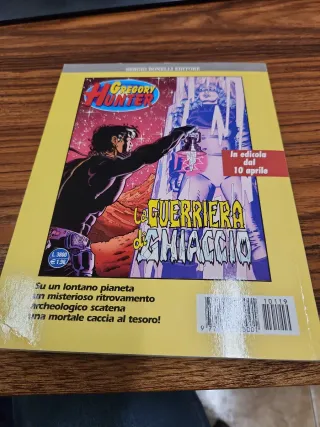 SERGIO BONELLI EDITORE
GREGORY
HUNTER
in edicola
dal
10 aprile
LA
GUERRIERA
di GHIACCIO
Su un lontano pianeta
un misterioso ritrovamento
archeologico scatena
una mortale caccia al tesoro!
10119